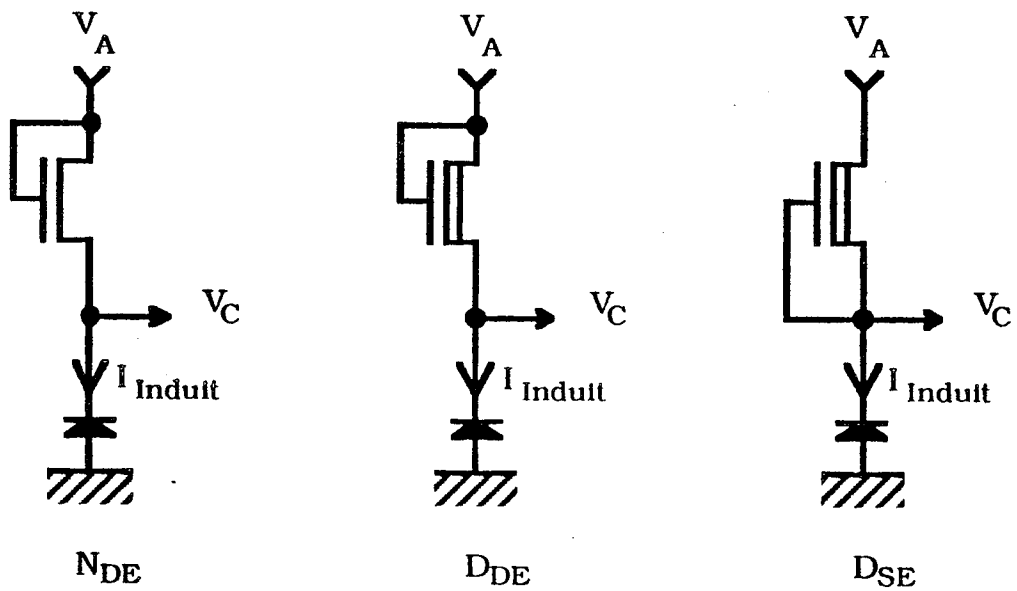 V_A V_A V_A
V_C V_C V_C
I Induit I Induit I Induit
N_DE D_DE D_SE